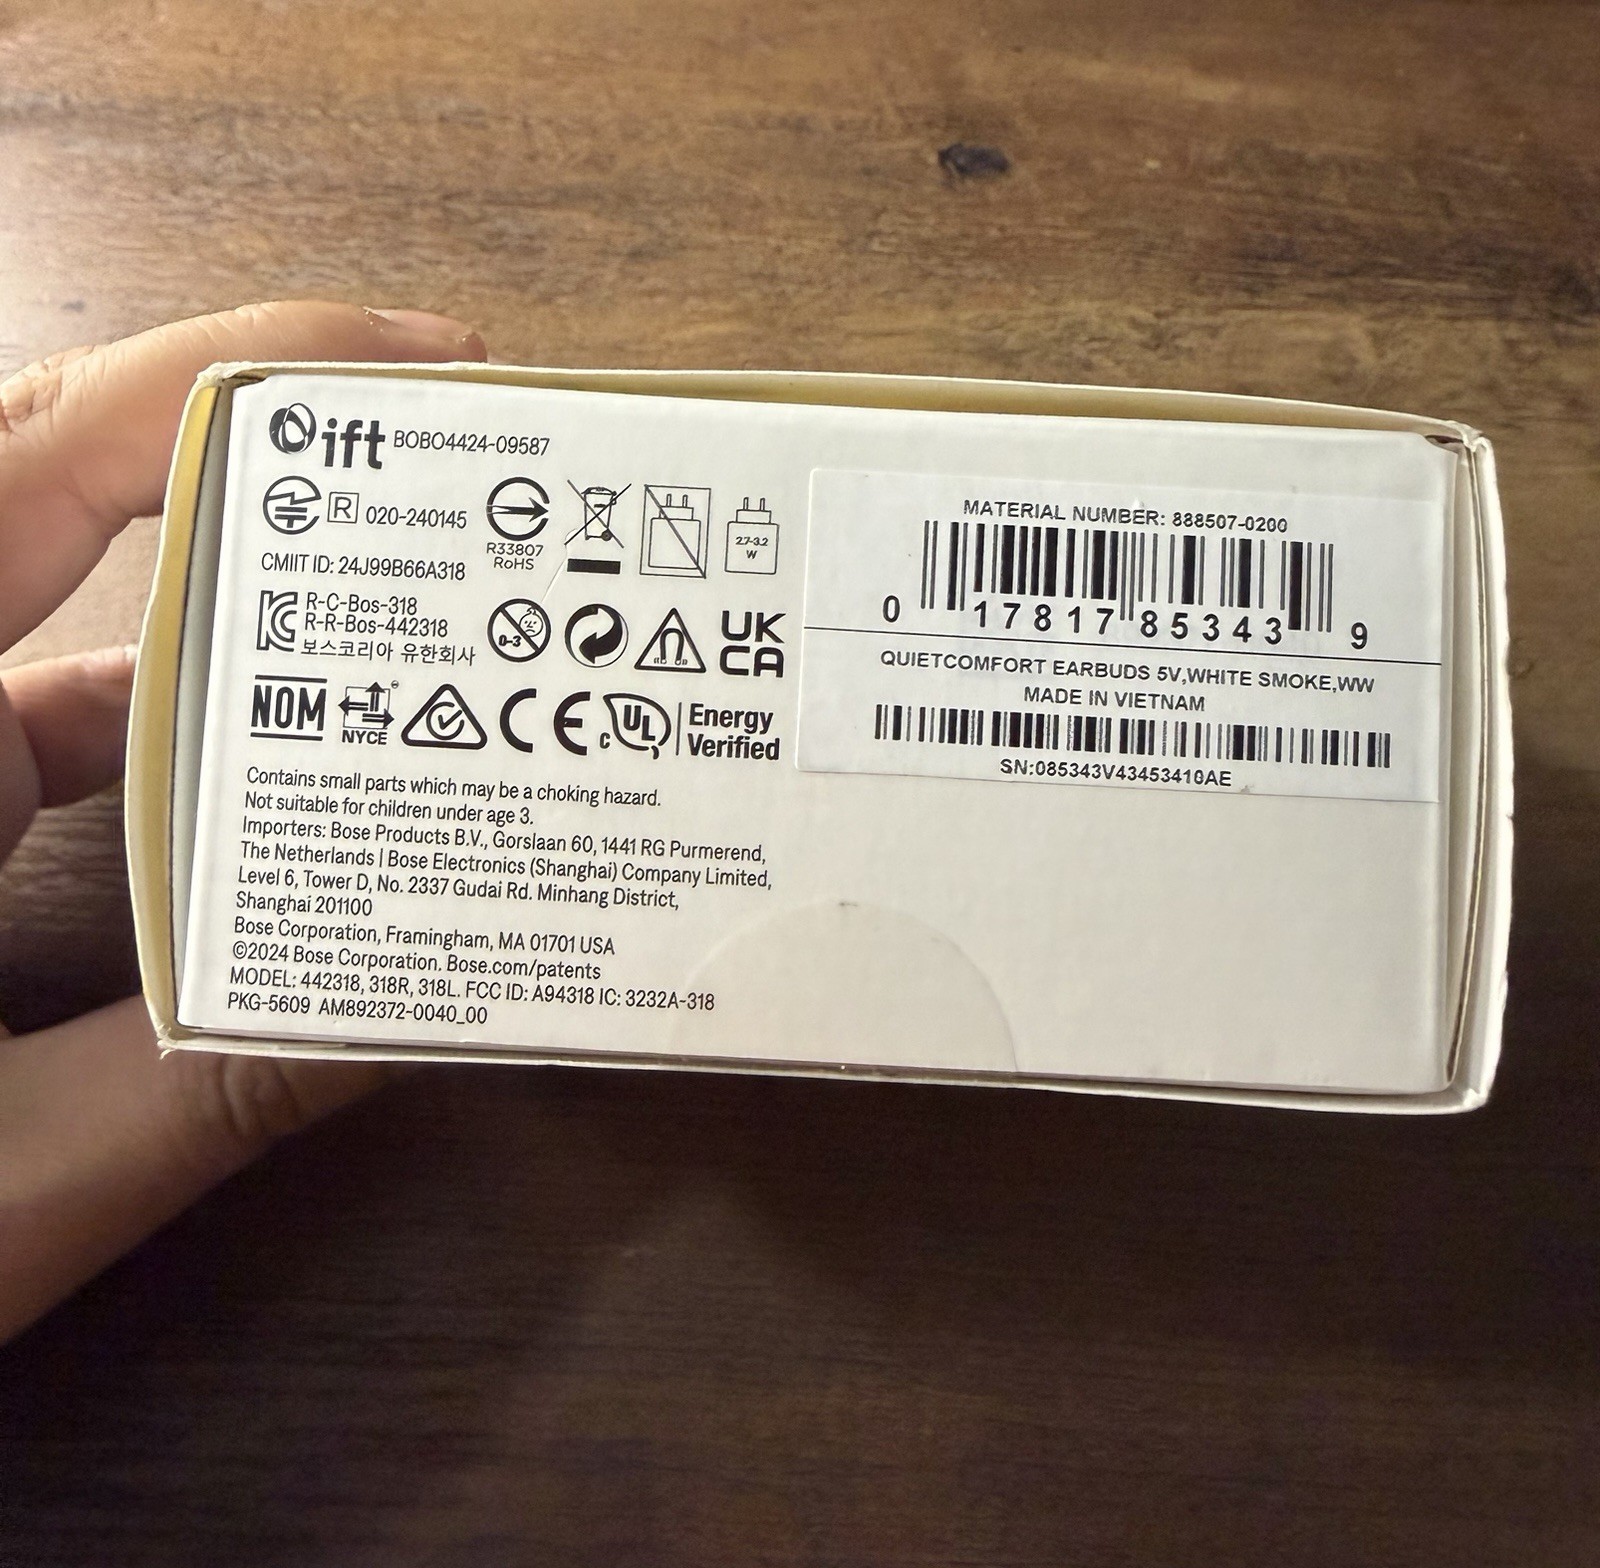 ift BOBO4424-09587
R 020-240145
R33807
RoHS
2.7-3.2
W
CMIIT ID: 24J99B66A318
R-C-Bos-318
R-R-Bos-442318
보스코리아 유한회사
0-3
UK
CA
NOM
NYCE
CE
c UL
Energy
Verified
Contains small parts which may be a choking hazard.
Not suitable for children under age 3.
Importers: Bose Products B.V., Gorslaan 60, 1441 RG Purmerend,
The Netherlands | Bose Electronics (Shanghai) Company Limited,
Level 6, Tower D, No. 2337 Gudai Rd. Minhang District,
Shanghai 201100
Bose Corporation, Framingham, MA 01701 USA
©2024 Bose Corporation. Bose.com/patents
MODEL: 442318, 318R, 318L. FCC ID: A94318 IC: 3232A-318
PKG-5609 AM892372-0040_00
MATERIAL NUMBER: 888507-0200
0 17817 85343 9
QUIETCOMFORT EARBUDS 5V,WHITE SMOKE,WW
MADE IN VIETNAM
SN:085343V43453410AE